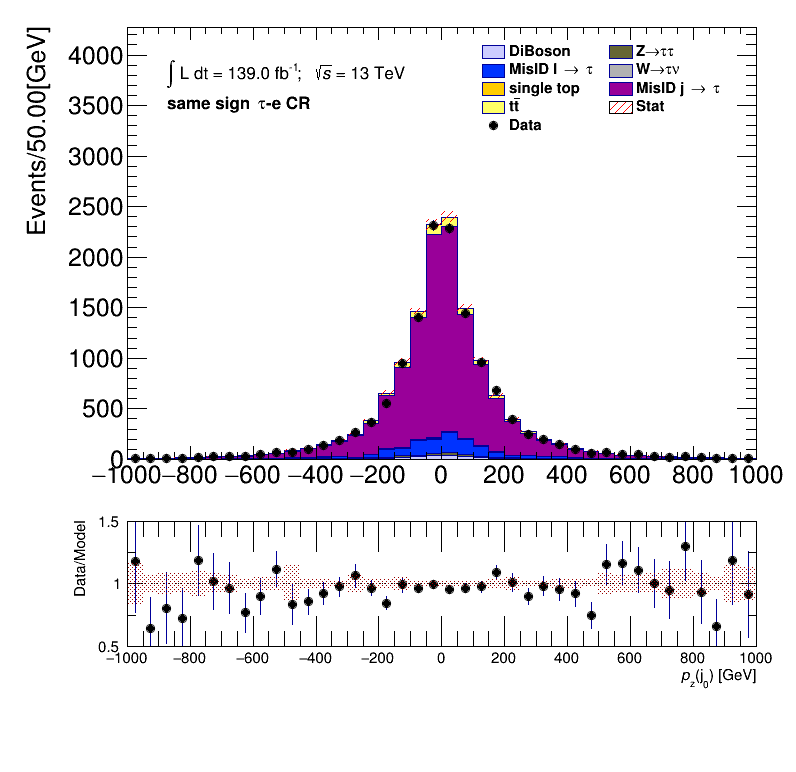 DiBoson
Z→ττ
MisID l → τ
W→τν
single top
MisID j → τ
tt̄
Stat
Data
∫ L dt = 139.0 fb⁻¹; √s = 13 TeV
same sign τ-e CR
Events/50.00[GeV]
4000
3500
3000
2500
2000
1500
1000
500
0
−1000 −800 −600 −400 −200 0 200 400 600 800 1000
Data/Model
1.5
1
0.5
−1000 −800 −600 −400 −200 0 200 400 600 800 1000
p_z(j_0) [GeV]